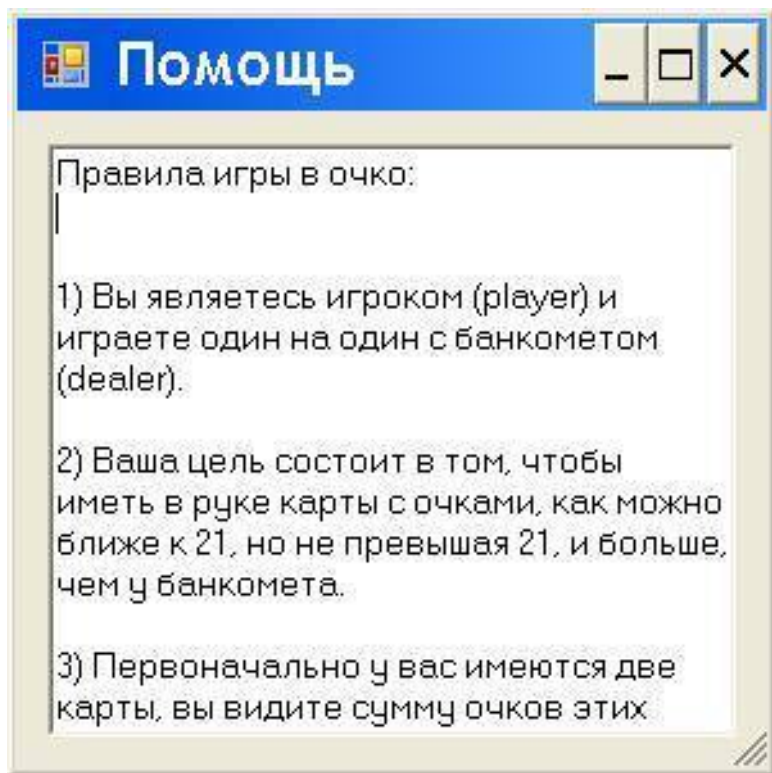 Помощь
Правила игры в очко:
1) Вы являетесь игроком (player) и
играете один на один с банкометом
(dealer).
2) Ваша цель состоит в том, чтобы
иметь в руке карты с очками, как можно
ближе к 21, но не превышая 21, и больше,
чем у банкомета.
3) Первоначально у вас имеются две
карты, вы видите сумму очков этих